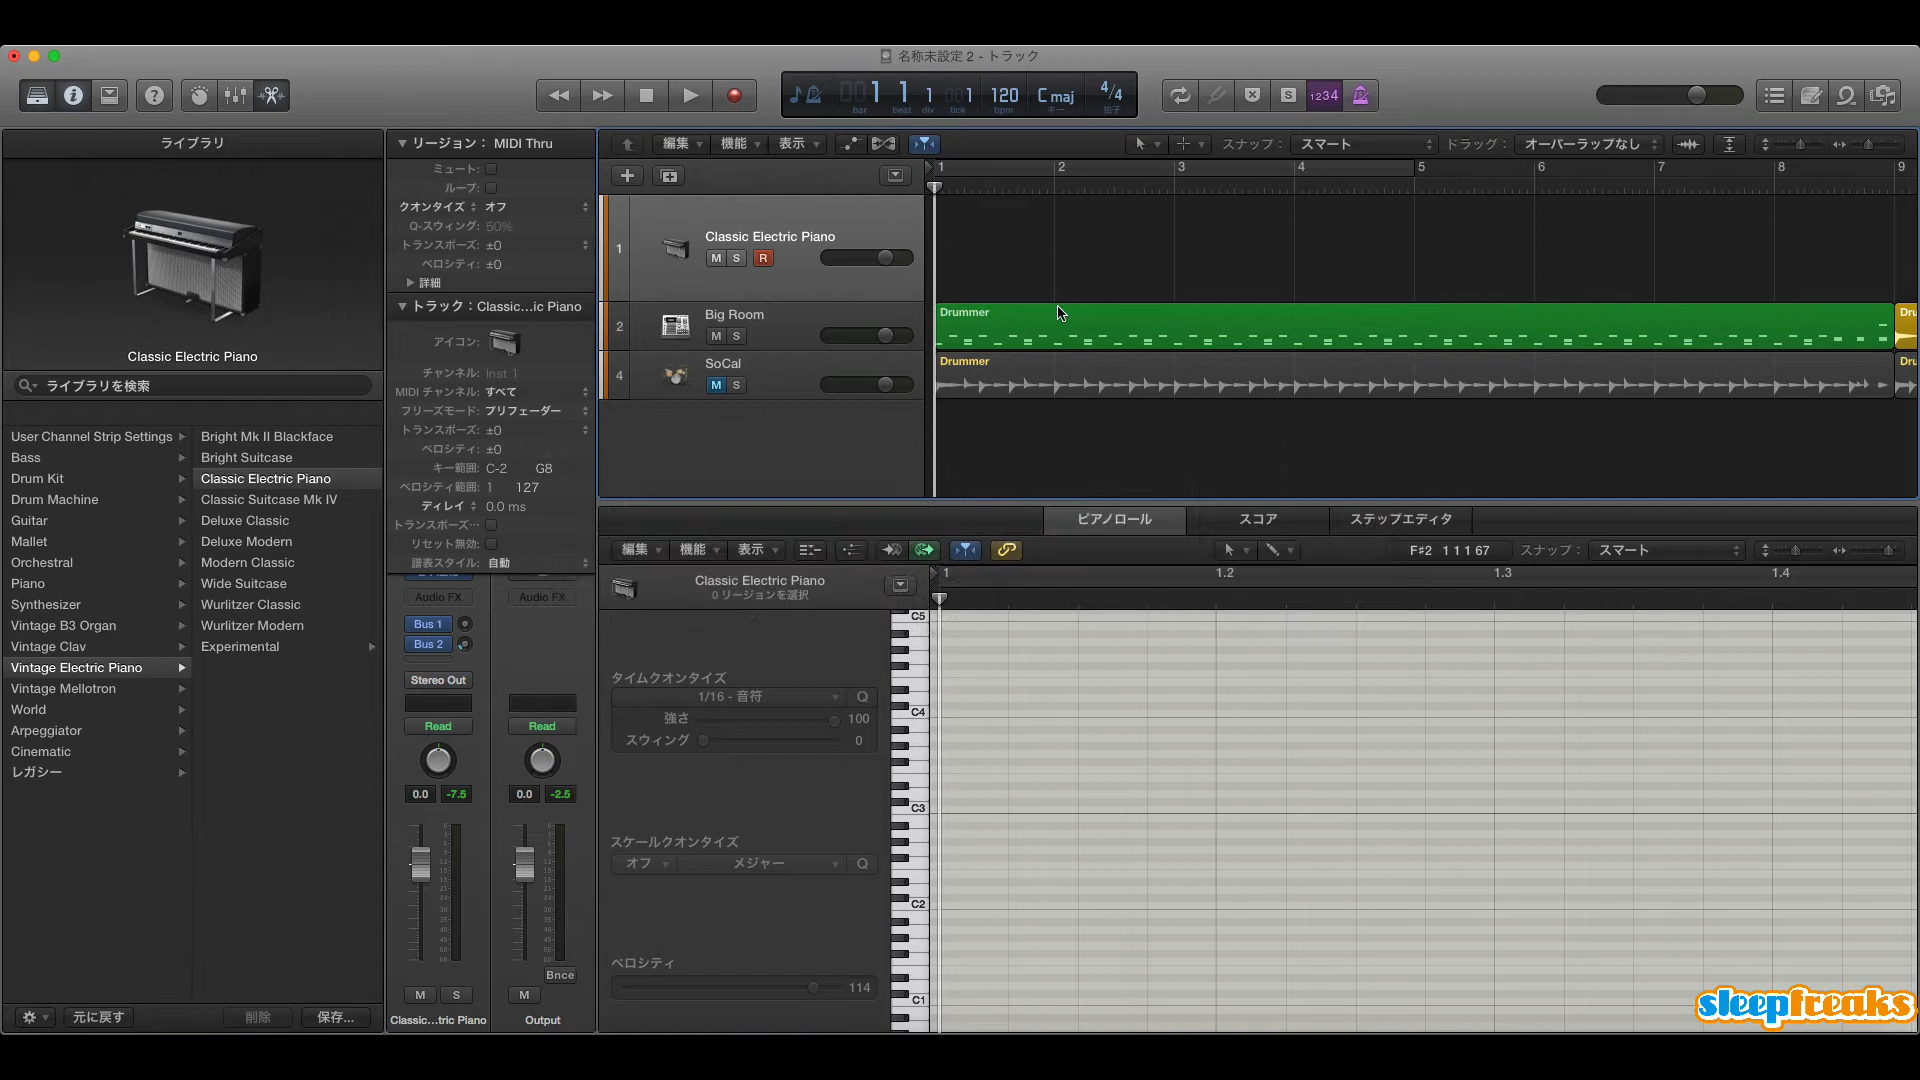 名称未設定 2 - トラック
001 1 1 001 120 C maj 4/4
bar beat div tick bpm キー 拍子
S 1234
ライブラリ
Classic Electric Piano
ライブラリを検索
User Channel Strip Settings
Bass
Drum Kit
Drum Machine
Guitar
Mallet
Orchestral
Piano
Synthesizer
Vintage B3 Organ
Vintage Clav
Vintage Electric Piano
Vintage Mellotron
World
Arpeggiator
Cinematic
レガシー
Bright Mk II Blackface
Bright Suitcase
Classic Electric Piano
Classic Suitcase Mk IV
Deluxe Classic
Deluxe Modern
Modern Classic
Wide Suitcase
Wurlitzer Classic
Wurlitzer Modern
Experimental
元に戻す 削除 保存...
リージョン： MIDI Thru
ミュート:
ループ:
クオンタイズ オフ
Q-スウィング: 50%
トランスポーズ: ±0
ベロシティ: ±0
詳細
トラック：Classic...ic Piano
アイコン:
チャンネル: Inst 1
MIDI チャンネル: すべて
フリーズモード: プリフェーダー
トランスポーズ: ±0
ベロシティ: ±0
キー範囲: C-2 G8
ベロシティ範囲: 1 127
ディレイ 0.0 ms
トランスポーズ…
リセット無効:
譜表スタイル: 自動
Audio FX Audio FX
Bus 1
Bus 2
Stereo Out
Read Read
0.0 -7.5 0.0 -2.5
Bnce
M S M
Classic...tric Piano Output
編集 機能 表示 スナップ： スマート ドラッグ： オーバーラップなし
1 2 3 4 5 6 7 8 9
1 Classic Electric Piano
M S R
2 Big Room
M S
4 SoCal
M S
Drummer Dru
Drummer Dru
ピアノロール スコア ステップエディタ
編集 機能 表示 F#2 1 1 1 67 スナップ： スマート
Classic Electric Piano
0 リージョンを選択
1 1.2 1.3 1.4
タイムクオンタイズ
1/16 - 音符 Q
強さ 100
スウィング 0
スケールクオンタイズ
オフ メジャー Q
ベロシティ
114
C5
C4
C3
C2
C1
sleepfreaks